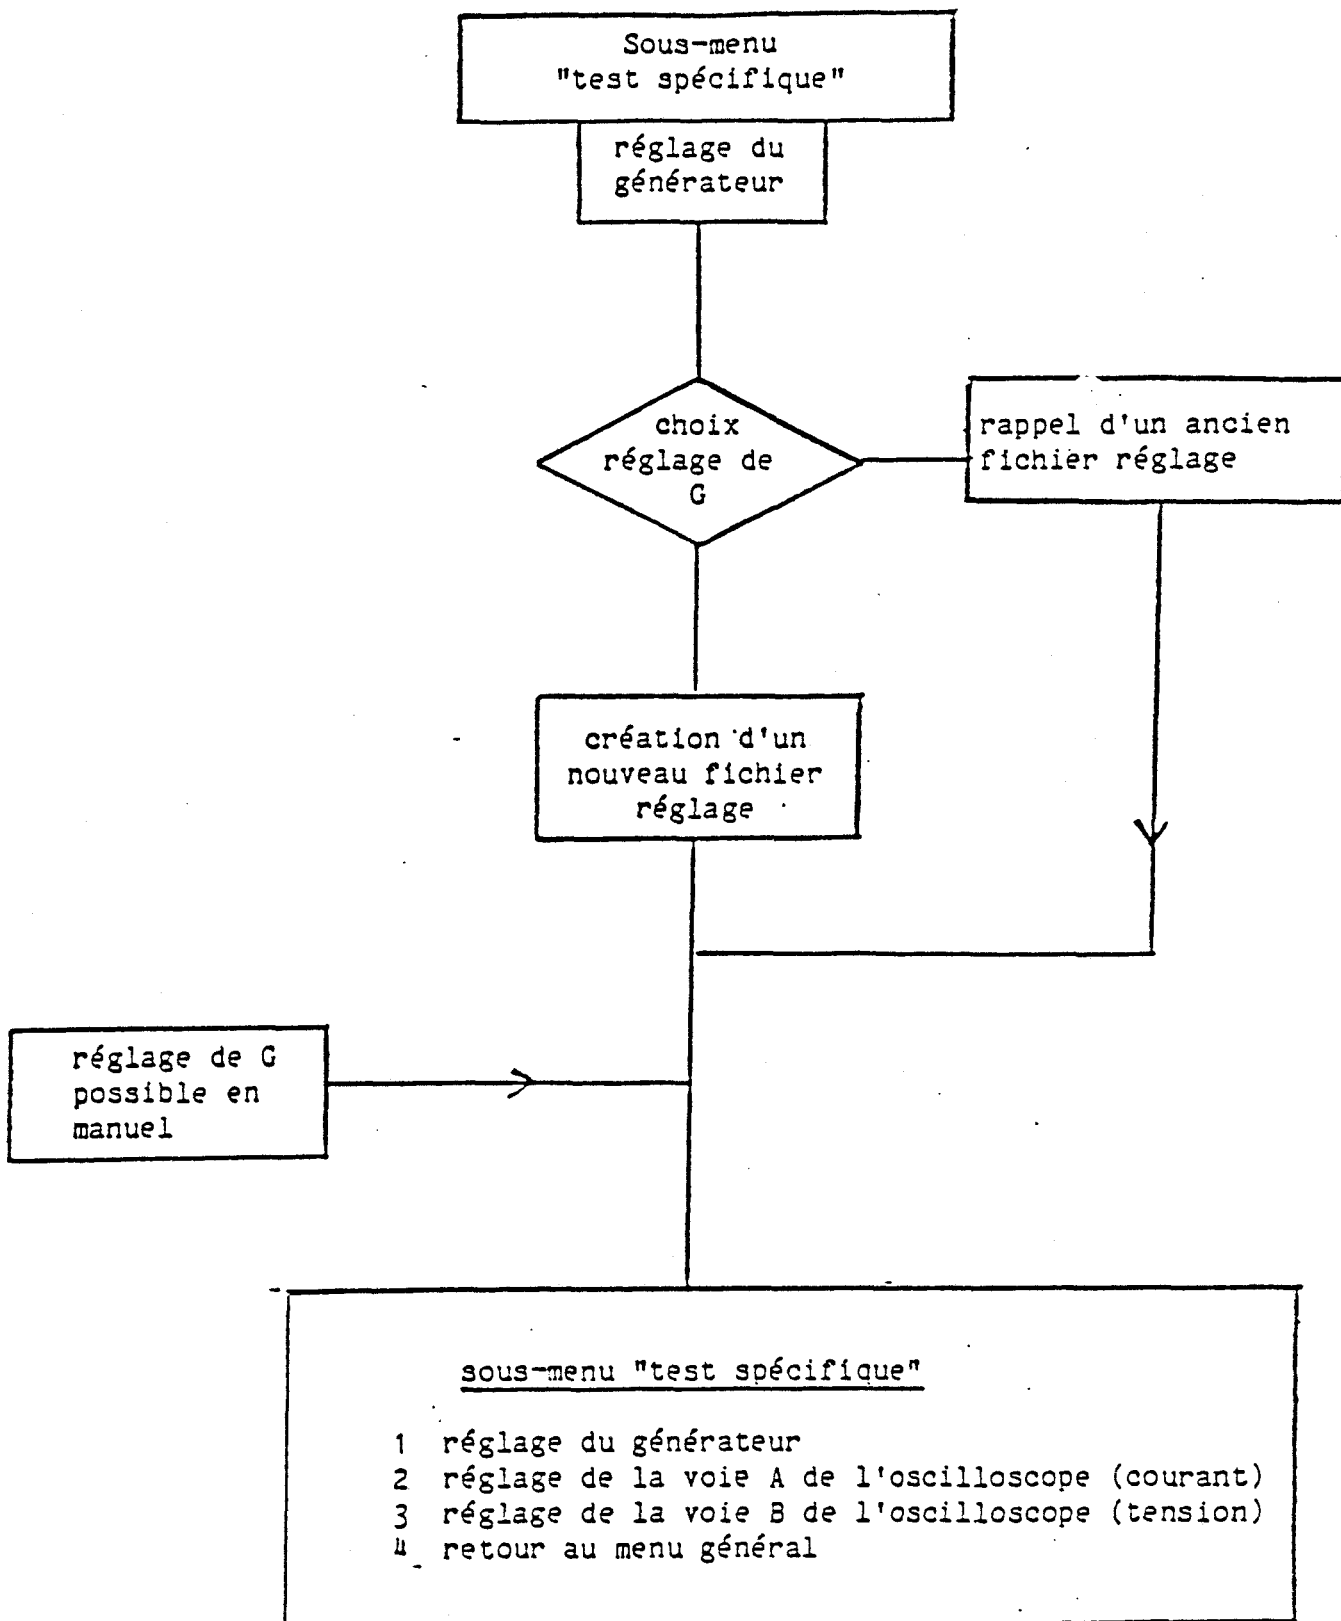 Sous-menu
"test spécifique"
réglage du
générateur
choix
réglage de
G
rappel d'un ancien
fichier réglage
création d'un
nouveau fichier
réglage
réglage de G
possible en
manuel
sous-menu "test spécifique"
1 réglage du générateur
2 réglage de la voie A de l'oscilloscope (courant)
3 réglage de la voie B de l'oscilloscope (tension)
4 retour au menu général